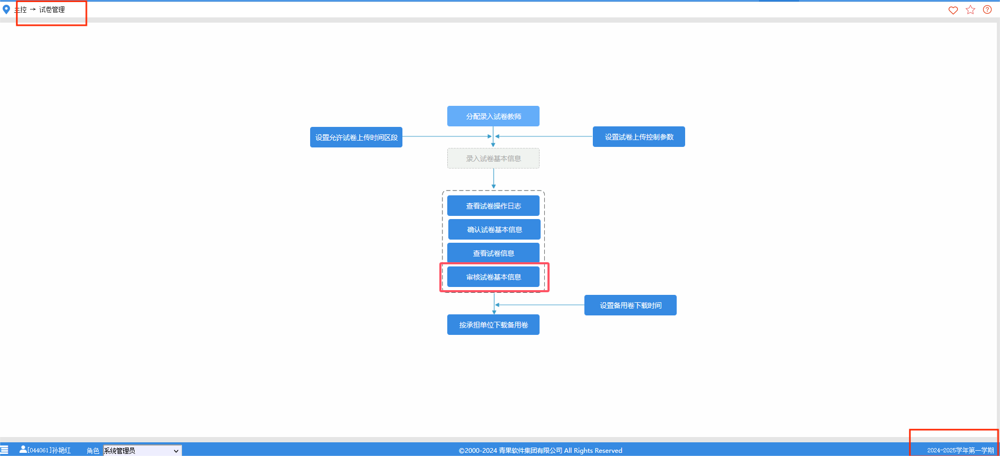 主控 → 试卷管理
分配录入试卷教师
设置允许试卷上传时间区段
设置试卷上传控制参数
录入试卷基本信息
查看试卷操作日志
确认试卷基本信息
查看试卷信息
审核试卷基本信息
设置备用卷下载时间
按承担单位下载备用卷
[044061]孙艳红 角色 系统管理员 ©2000-2024 青果软件集团有限公司 All Rights Reserved 2024-2025学年第一学期